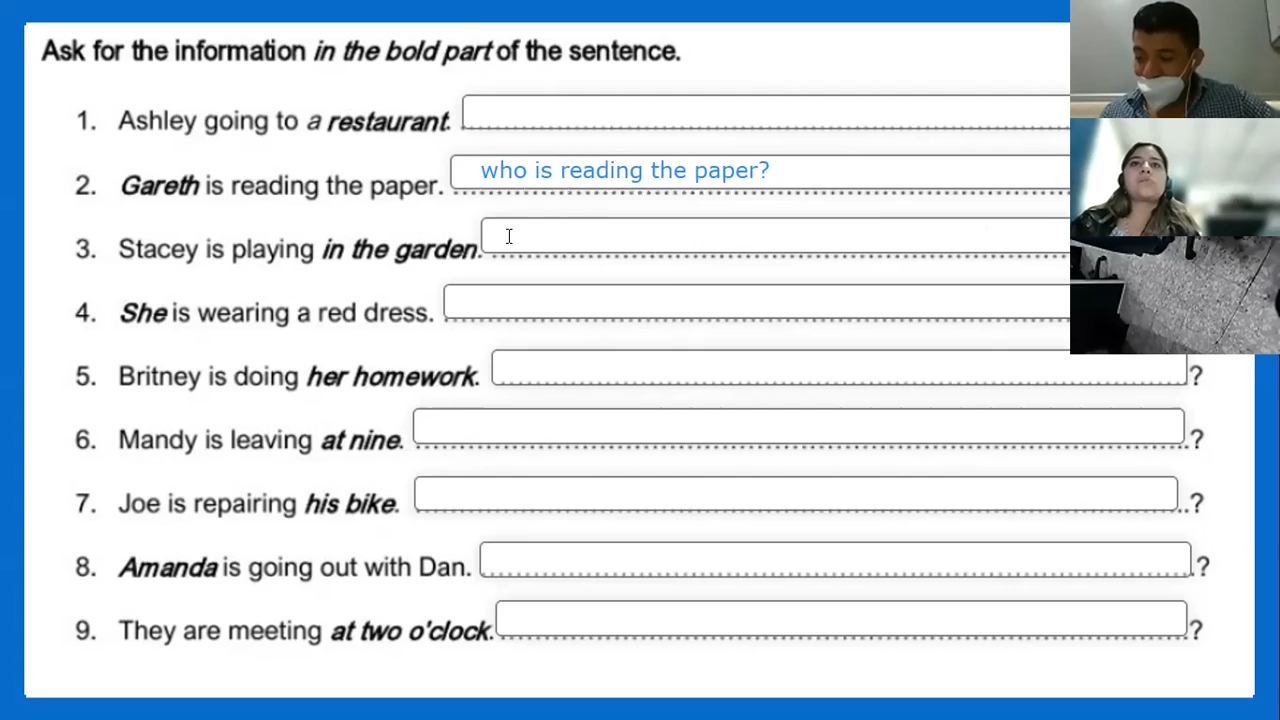 Ask for the information in the bold part of the sentence.
1. Ashley going to a restaurant.
2. Gareth is reading the paper. who is reading the paper?
3. Stacey is playing in the garden.
4. She is wearing a red dress.
5. Britney is doing her homework. ?
6. Mandy is leaving at nine. ?
7. Joe is repairing his bike. ?
8. Amanda is going out with Dan. ?
9. They are meeting at two o'clock. ?